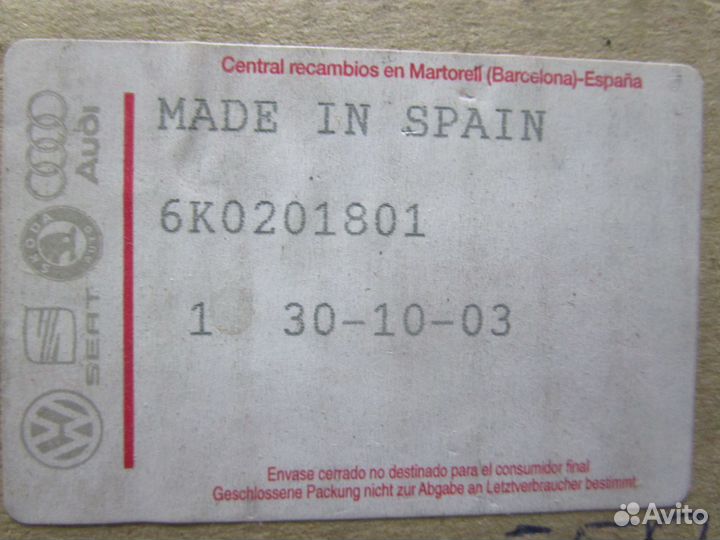 Central recambios en Martorell (Barcelona)-España
MADE IN SPAIN
6K0201801
1 30-10-03
Envase cerrado no destinado para el consumidor final
Geschlossene Packung nicht zur Abgabe an Letztverbraucher bestimmt
Audi
SKODA AUTO
SEAT
Avito